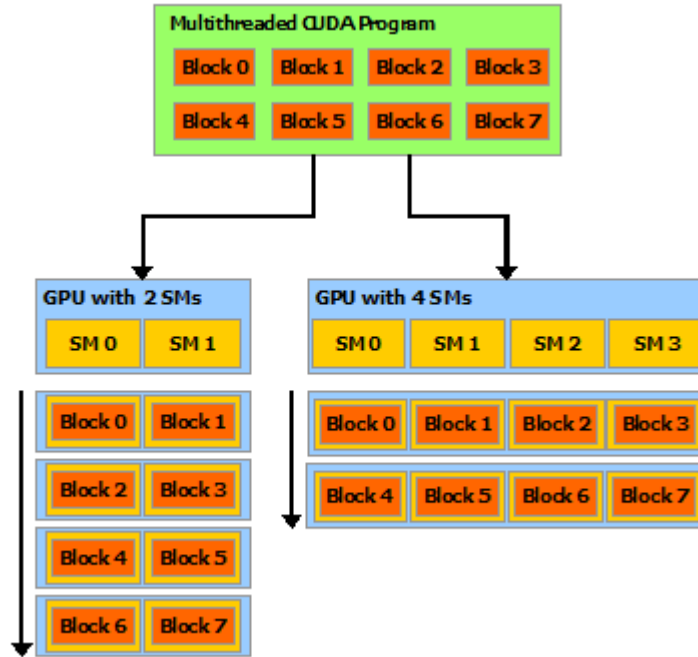 Multithreaded CUDA Program
Block 0 Block 1 Block 2 Block 3
Block 4 Block 5 Block 6 Block 7
GPU with 2 SMs
SM 0 SM 1
Block 0 Block 1
Block 2 Block 3
Block 4 Block 5
Block 6 Block 7
GPU with 4 SMs
SM 0 SM 1 SM 2 SM 3
Block 0 Block 1 Block 2 Block 3
Block 4 Block 5 Block 6 Block 7